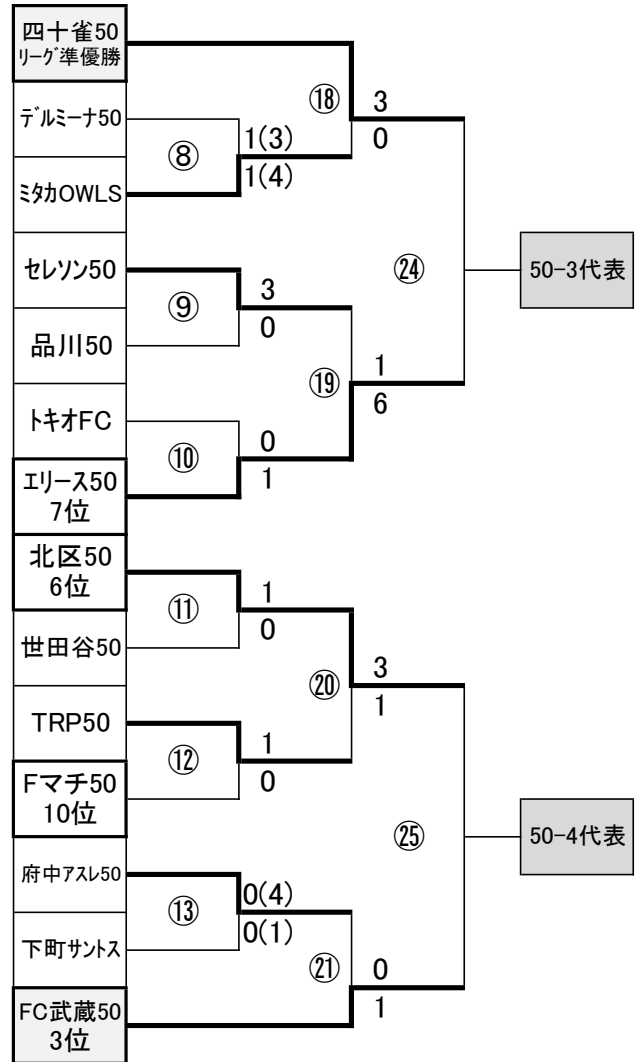 四十雀50
リーグ準優勝
デルミーナ50
ミタカOWLS
セレソン50
品川50
トキオFC
エリース50
7位
北区50
6位
世田谷50
TRP50
Fマチ50
10位
府中アスレ50
下町サントス
FC武蔵50
3位
⑧
1(3)
1(4)
⑨
3
0
⑩
0
1
⑪
1
0
⑫
1
0
⑬
0(4)
0(1)
⑱
3
0
⑲
1
6
⑳
3
1
㉑
0
1
㉔
50-3代表
㉕
50-4代表